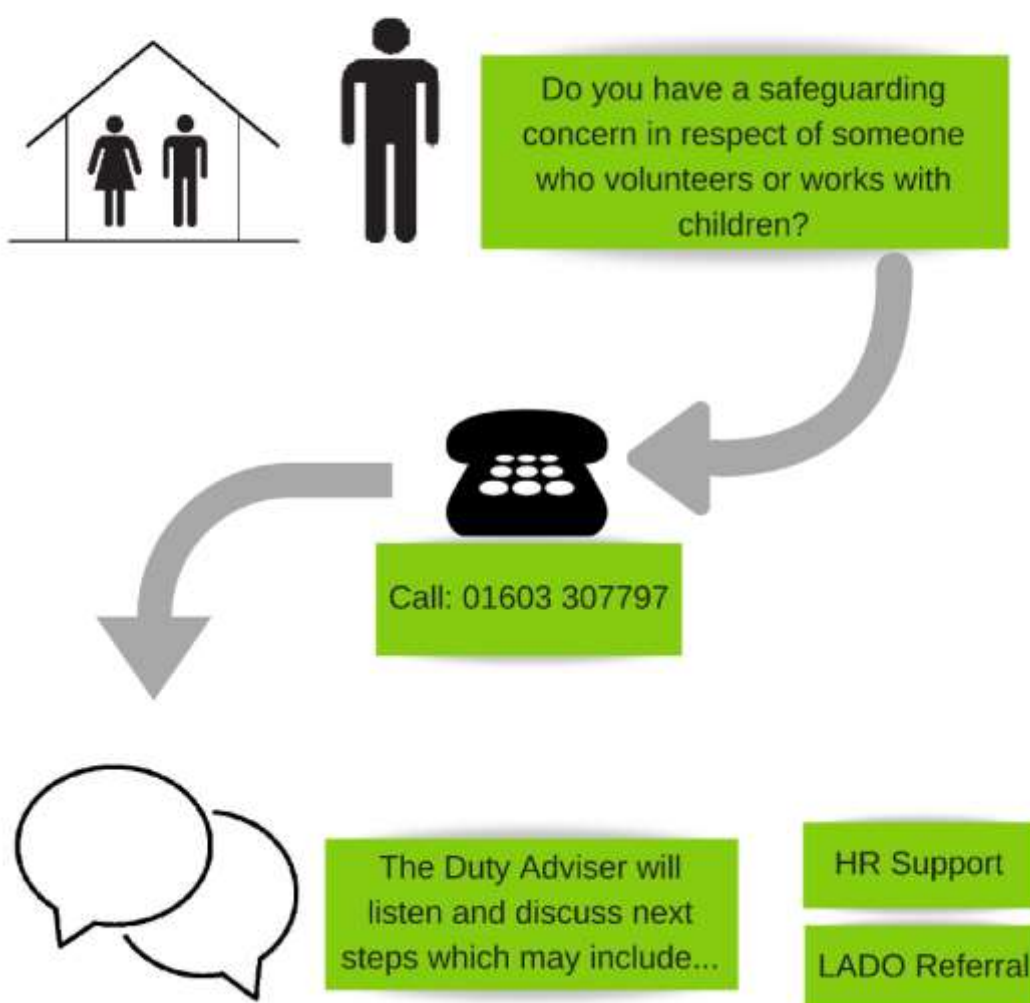 Do you have a safeguarding
concern in respect of someone
who volunteers or works with
children?
Call: 01603 307797
The Duty Adviser will
listen and discuss next
steps which may include...
HR Support
LADO Referral